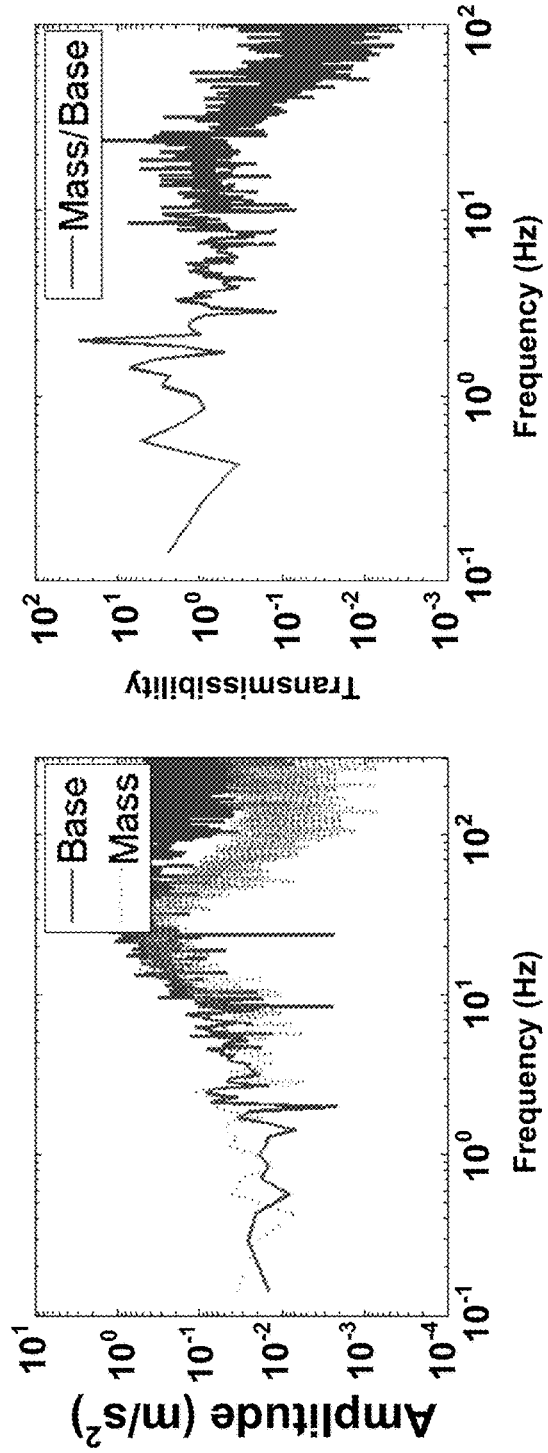 Amplitude (m/s²)
10¹
10⁰
10⁻¹
10⁻²
10⁻³
10⁻⁴
Base
Mass
10⁻¹ 10⁰ 10¹ 10²
Frequency (Hz)
Transmissibility
10²
10¹
10⁰
10⁻¹
10⁻²
10⁻³
Mass/Base
10⁻¹ 10⁰ 10¹ 10²
Frequency (Hz)